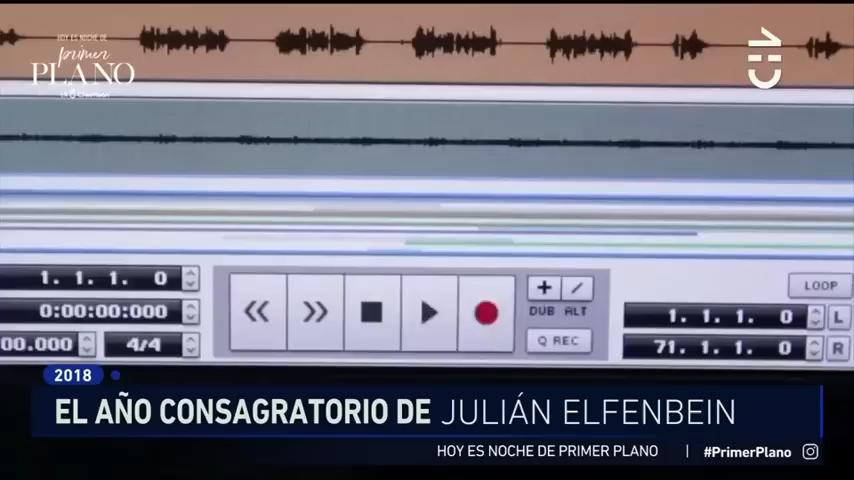 HOY ES NOCHE DE
primer
PLANO
CHV
1. 1. 1. 0
0:00:00:000
00.000
4/4
DUB ALT
Q REC
LOOP
1. 1. 1. 0 L
71. 1. 1. 0 R
2018
EL AÑO CONSAGRATORIO DE JULIÁN ELFENBEIN
HOY ES NOCHE DE PRIMER PLANO | #PrimerPlano